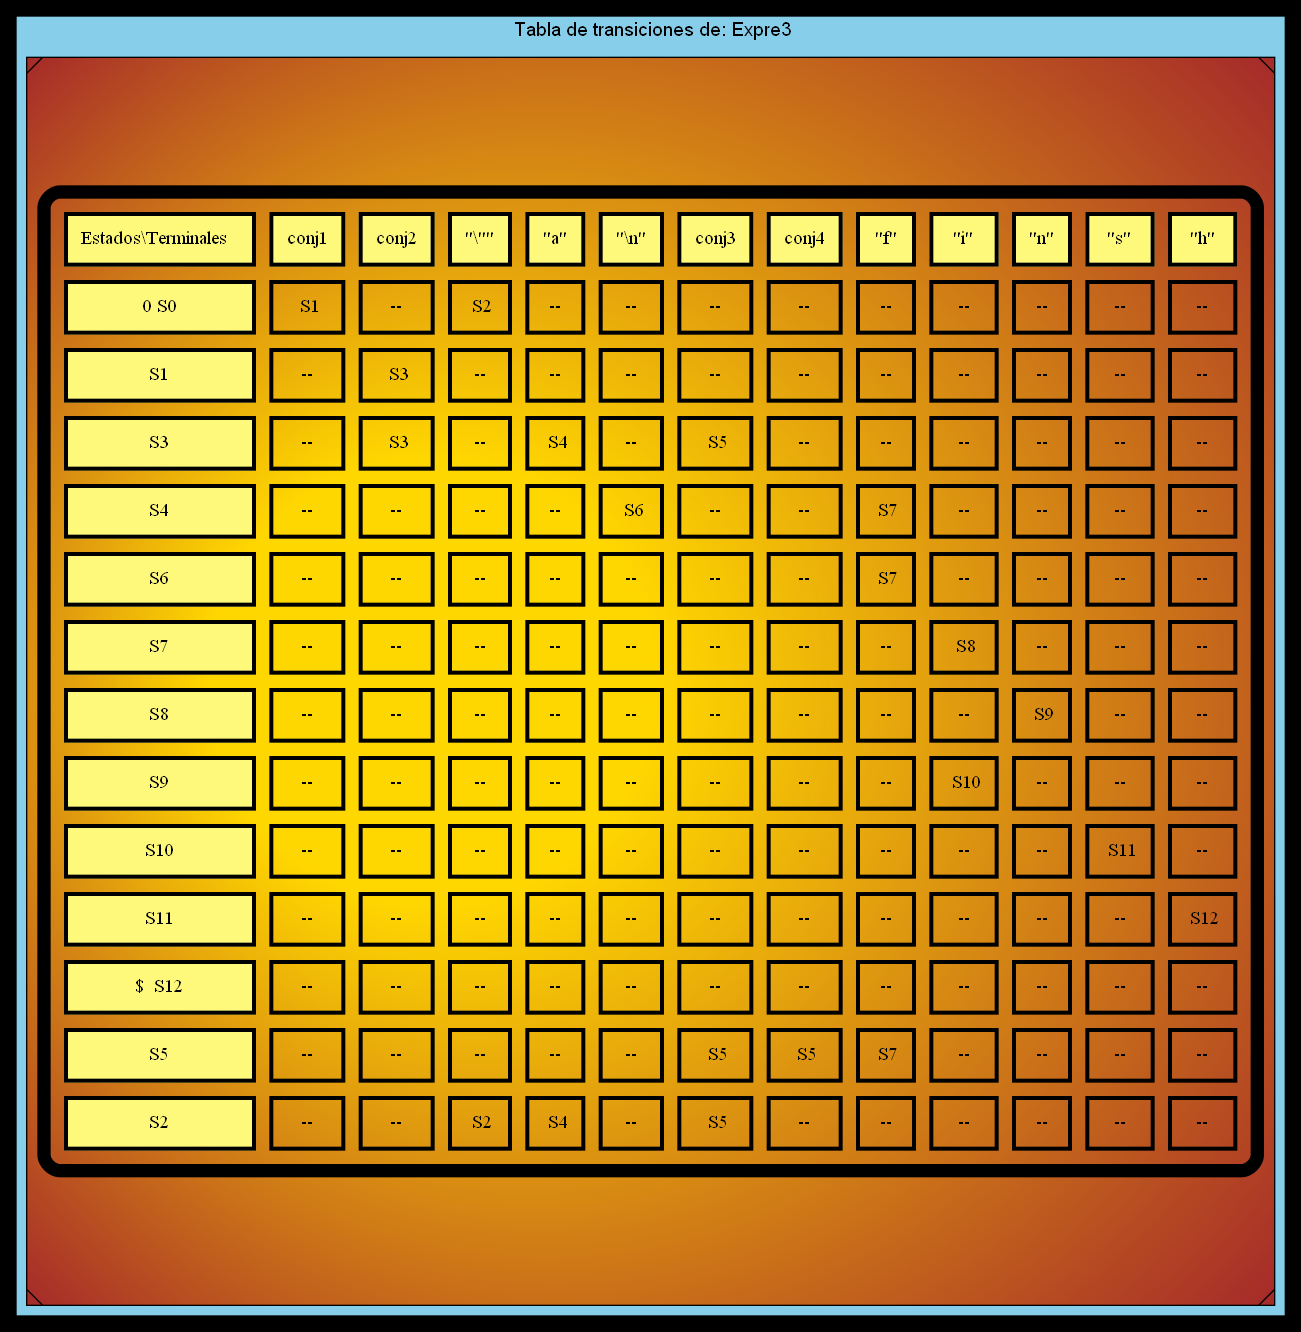 Tabla de transiciones de: Expre3
Estados\Terminales conj1 conj2 "\"" "a" "\n" conj3 conj4 "f" "i" "n" "s" "h"
0 S0 S1 -- S2 -- -- -- -- -- -- -- -- --
S1 -- S3 -- -- -- -- -- -- -- -- -- --
S3 -- S3 -- S4 -- S5 -- -- -- -- -- --
S4 -- -- -- -- S6 -- -- S7 -- -- -- --
S6 -- -- -- -- -- -- -- S7 -- -- -- --
S7 -- -- -- -- -- -- -- -- S8 -- -- --
S8 -- -- -- -- -- -- -- -- -- S9 -- --
S9 -- -- -- -- -- -- -- -- S10 -- -- --
S10 -- -- -- -- -- -- -- -- -- -- S11 --
S11 -- -- -- -- -- -- -- -- -- -- -- S12
$ S12 -- -- -- -- -- -- -- -- -- -- -- --
S5 -- -- -- -- -- S5 S5 S7 -- -- -- --
S2 -- -- S2 S4 -- S5 -- -- -- -- -- --